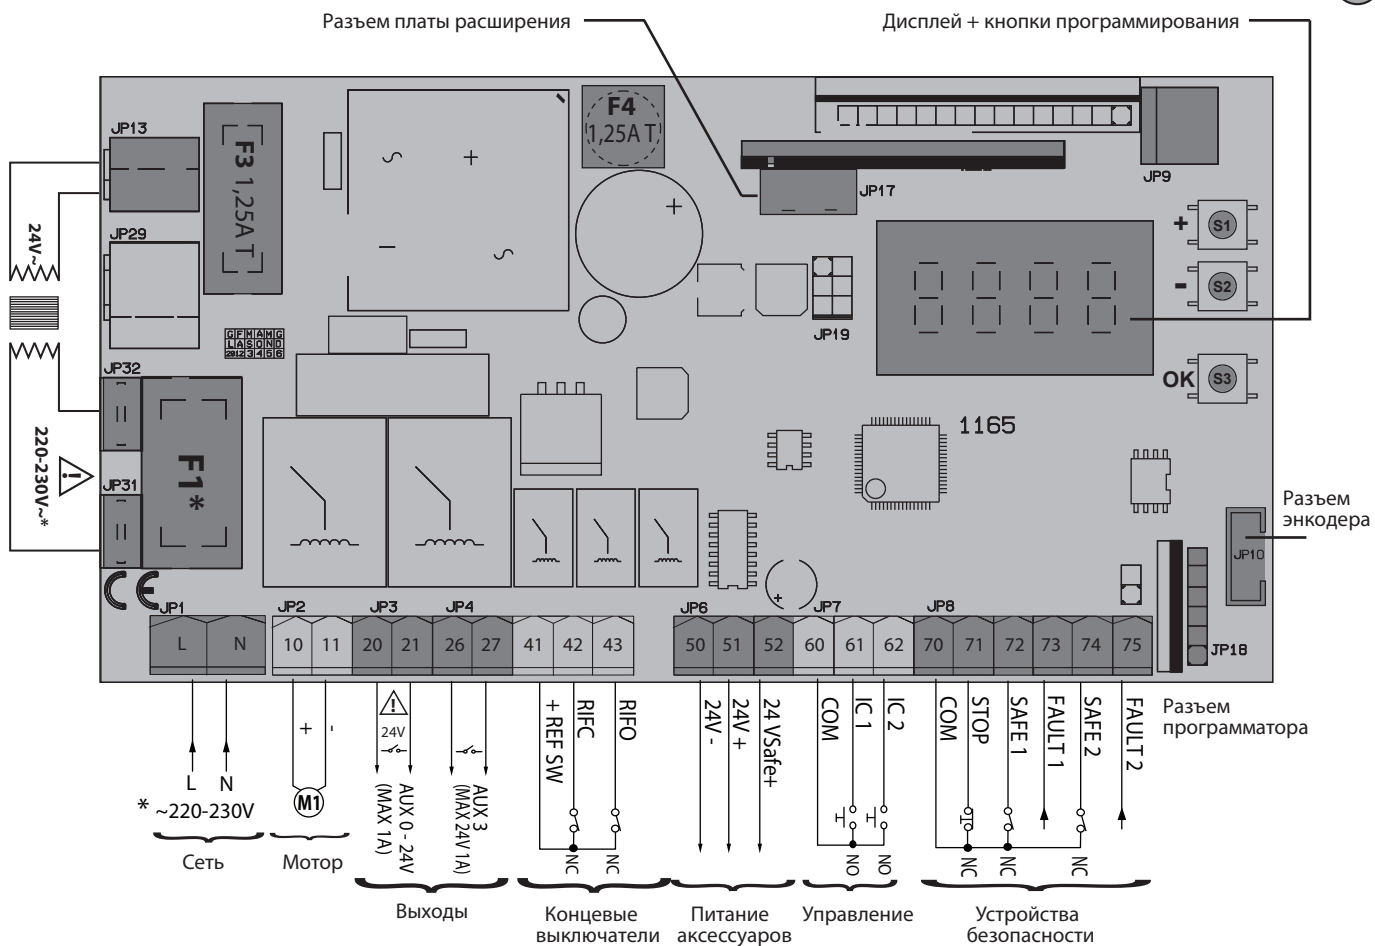 Разъем платы расширения
Дисплей + кнопки программирования
JP13
F3 1,25A T
F4
1,25A T
JP9
JP17
+ S1
- S2
OK S3
24V~
JP29
JP19
G F M A M G
L A S O N D
2012 3 4 5 6
JP32
F1*
220-230V~*
JP31
1165
Разъем
энкодера
JP10
CE
JP1
JP2
JP3
JP4
JP6
JP7
JP8
JP18
L N 10 11 20 21 26 27 41 42 43 50 51 52 60 61 62 70 71 72 73 74 75
Разъем
программатора
L N
* ~220-230V
+ -
M1
24V
AUX 0 - 24V
(MAX 1A)
AUX 3
(MAX 24V 1A)
+ REF SW
RIFC
RIFO
NC
NC
24V -
24V +
24 VSafe+
COM
IC 1
IC 2
NO
NO
COM
STOP
SAFE 1
FAULT 1
SAFE 2
FAULT 2
NC
NC
NC
Сеть
Мотор
Выходы
Концевые
выключатели
Питание
аксессуаров
Управление
Устройства
безопасности